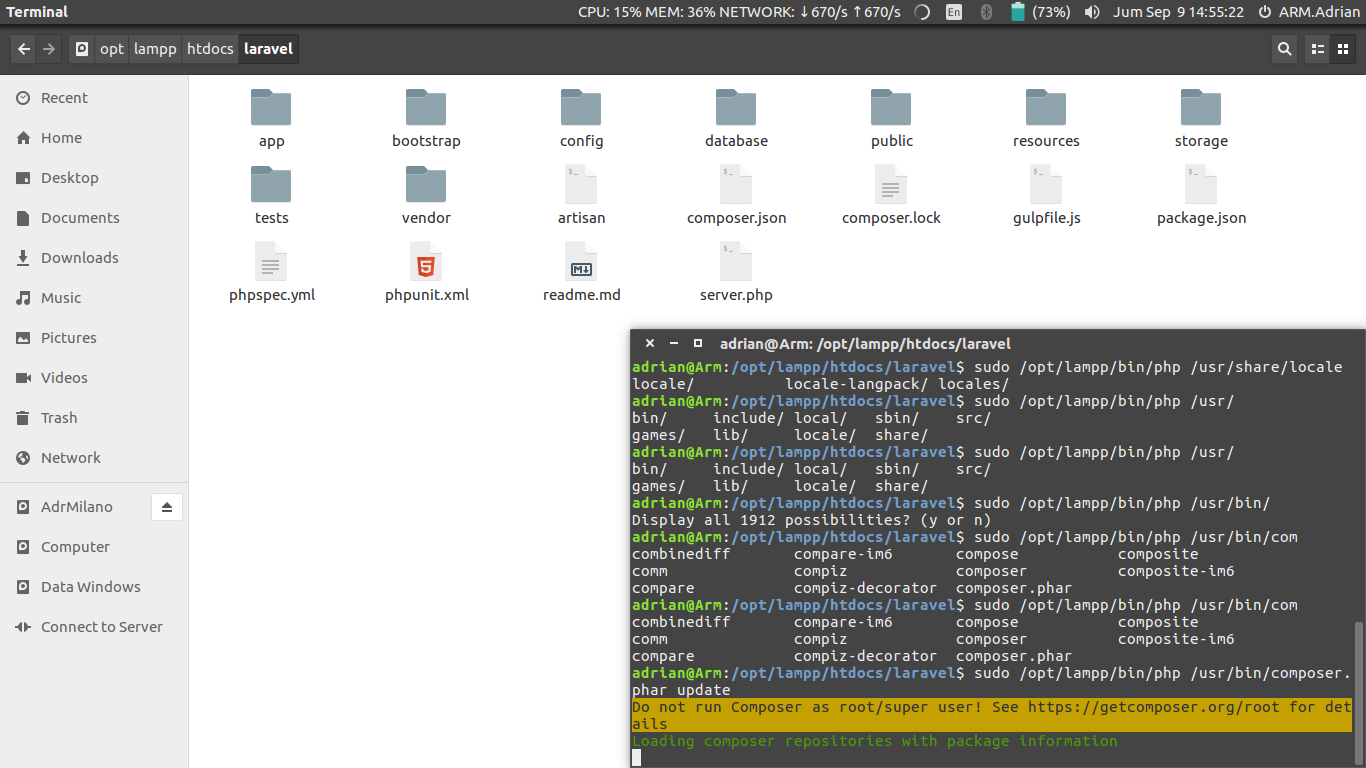 Terminal
CPU: 15% MEM: 36% NETWORK: ↓670/s ↑670/s En (73%) Jum Sep 9 14:55:22 ARM.Adrian
opt lampp htdocs laravel
Recent
Home
Desktop
Documents
Downloads
Music
Pictures
Videos
Trash
Network
AdrMilano
Computer
Data Windows
Connect to Server
app bootstrap config database public resources storage
tests vendor artisan composer.json composer.lock gulpfile.js package.json
phpspec.yml phpunit.xml readme.md server.php
adrian@Arm: /opt/lampp/htdocs/laravel
adrian@Arm:/opt/lampp/htdocs/laravel$ sudo /opt/lampp/bin/php /usr/share/locale
locale/ locale-langpack/ locales/
adrian@Arm:/opt/lampp/htdocs/laravel$ sudo /opt/lampp/bin/php /usr/
bin/ include/ local/ sbin/ src/
games/ lib/ locale/ share/
adrian@Arm:/opt/lampp/htdocs/laravel$ sudo /opt/lampp/bin/php /usr/
bin/ include/ local/ sbin/ src/
games/ lib/ locale/ share/
adrian@Arm:/opt/lampp/htdocs/laravel$ sudo /opt/lampp/bin/php /usr/bin/
Display all 1912 possibilities? (y or n)
adrian@Arm:/opt/lampp/htdocs/laravel$ sudo /opt/lampp/bin/php /usr/bin/com
combinediff compare-im6 compose composite
comm compiz composer composite-im6
compare compiz-decorator composer.phar
adrian@Arm:/opt/lampp/htdocs/laravel$ sudo /opt/lampp/bin/php /usr/bin/com
combinediff compare-im6 compose composite
comm compiz composer composite-im6
compare compiz-decorator composer.phar
adrian@Arm:/opt/lampp/htdocs/laravel$ sudo /opt/lampp/bin/php /usr/bin/composer.
phar update
Do not run Composer as root/super user! See https://getcomposer.org/root for det
ails
Loading composer repositories with package information